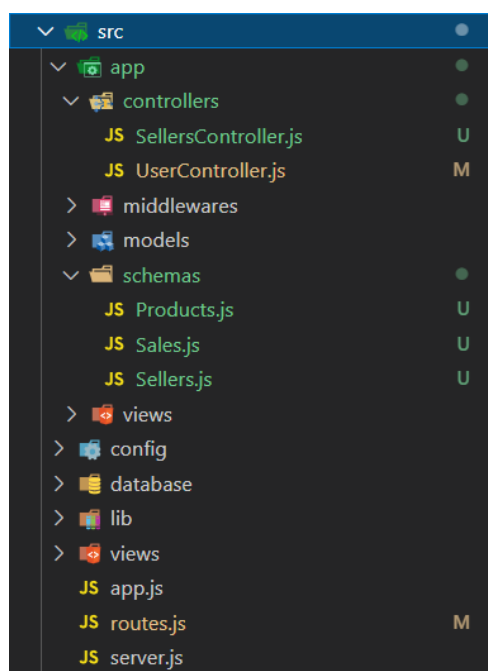 src
app
controllers
JS SellersController.js U
JS UserController.js M
middlewares
models
schemas
JS Products.js U
JS Sales.js U
JS Sellers.js U
views
config
database
lib
views
JS app.js
JS routes.js M
JS server.js